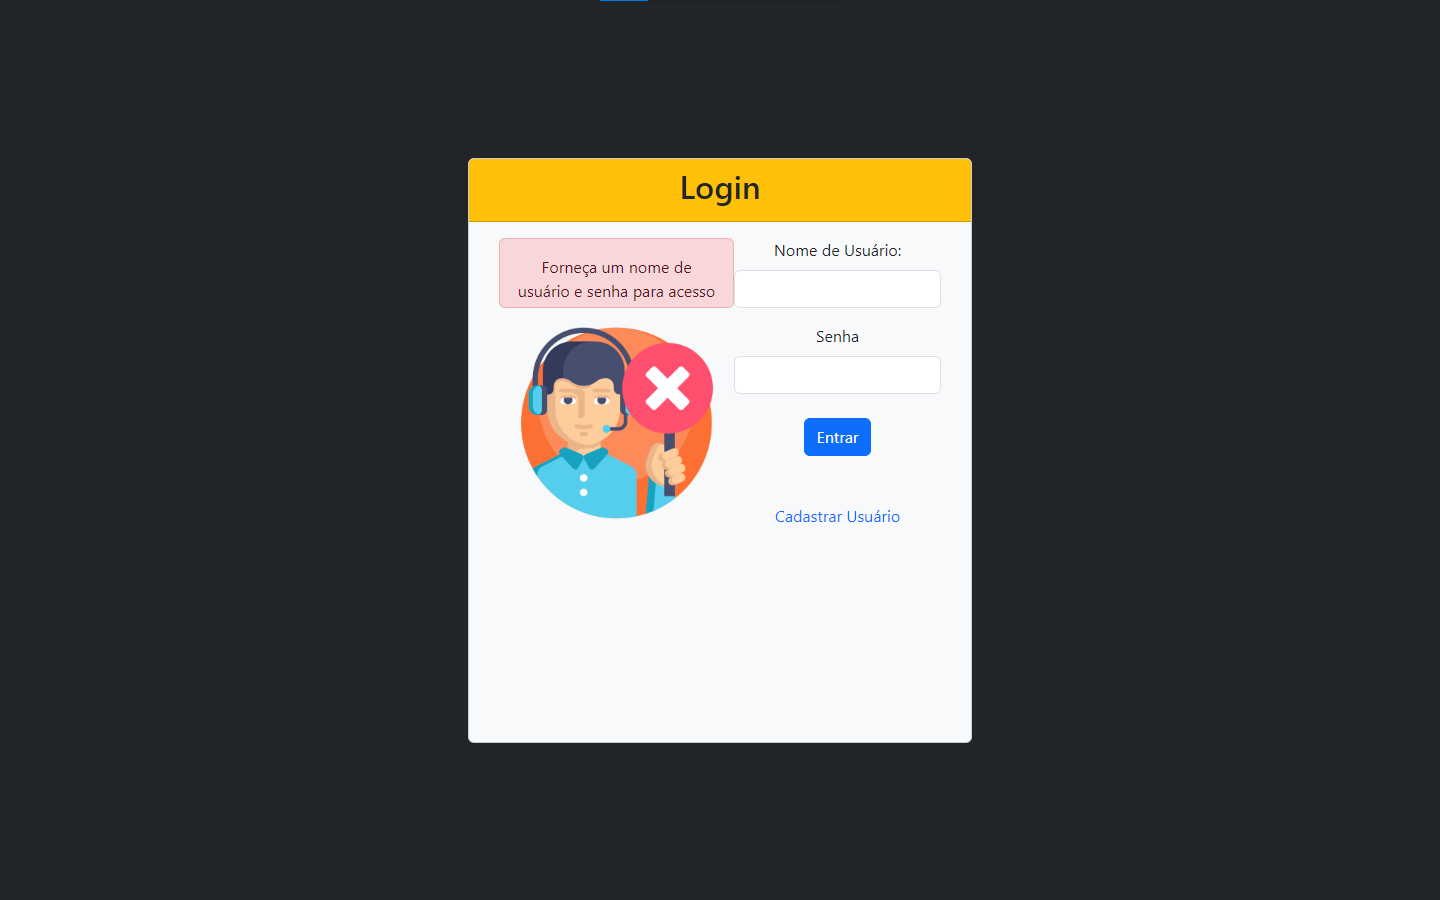 Login
Forneça um nome de
usuário e senha para acesso
Nome de Usuário:
Senha
Entrar
Cadastrar Usuário